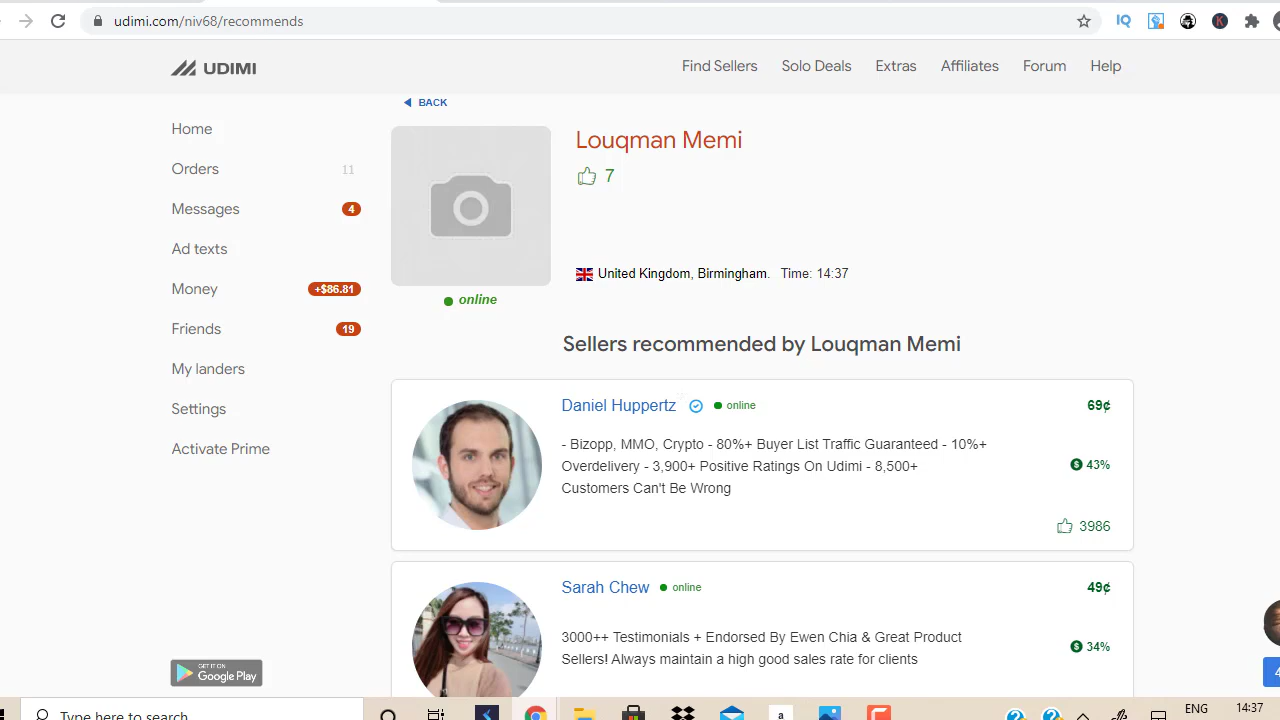 udimi.com/niv68/recommends
IQ
K
UDIMI
Find Sellers Solo Deals Extras Affiliates Forum Help
BACK
Home
Orders 11
Messages 4
Ad texts
Money +$86.81
Friends 19
My landers
Settings
Activate Prime
GET IT ON
Google Play
Louqman Memi
7
United Kingdom, Birmingham. Time: 14:37
online
Sellers recommended by Louqman Memi
Daniel Huppertz online 69¢
- Bizopp, MMO, Crypto - 80%+ Buyer List Traffic Guaranteed - 10%+
Overdelivery - 3,900+ Positive Ratings On Udimi - 8,500+
Customers Can't Be Wrong
$ 43%
3986
Sarah Chew online 49¢
3000++ Testimonials + Endorsed By Ewen Chia & Great Product
Sellers! Always maintain a high good sales rate for clients
$ 34%
4
Type here to search
a
ENG
14:37